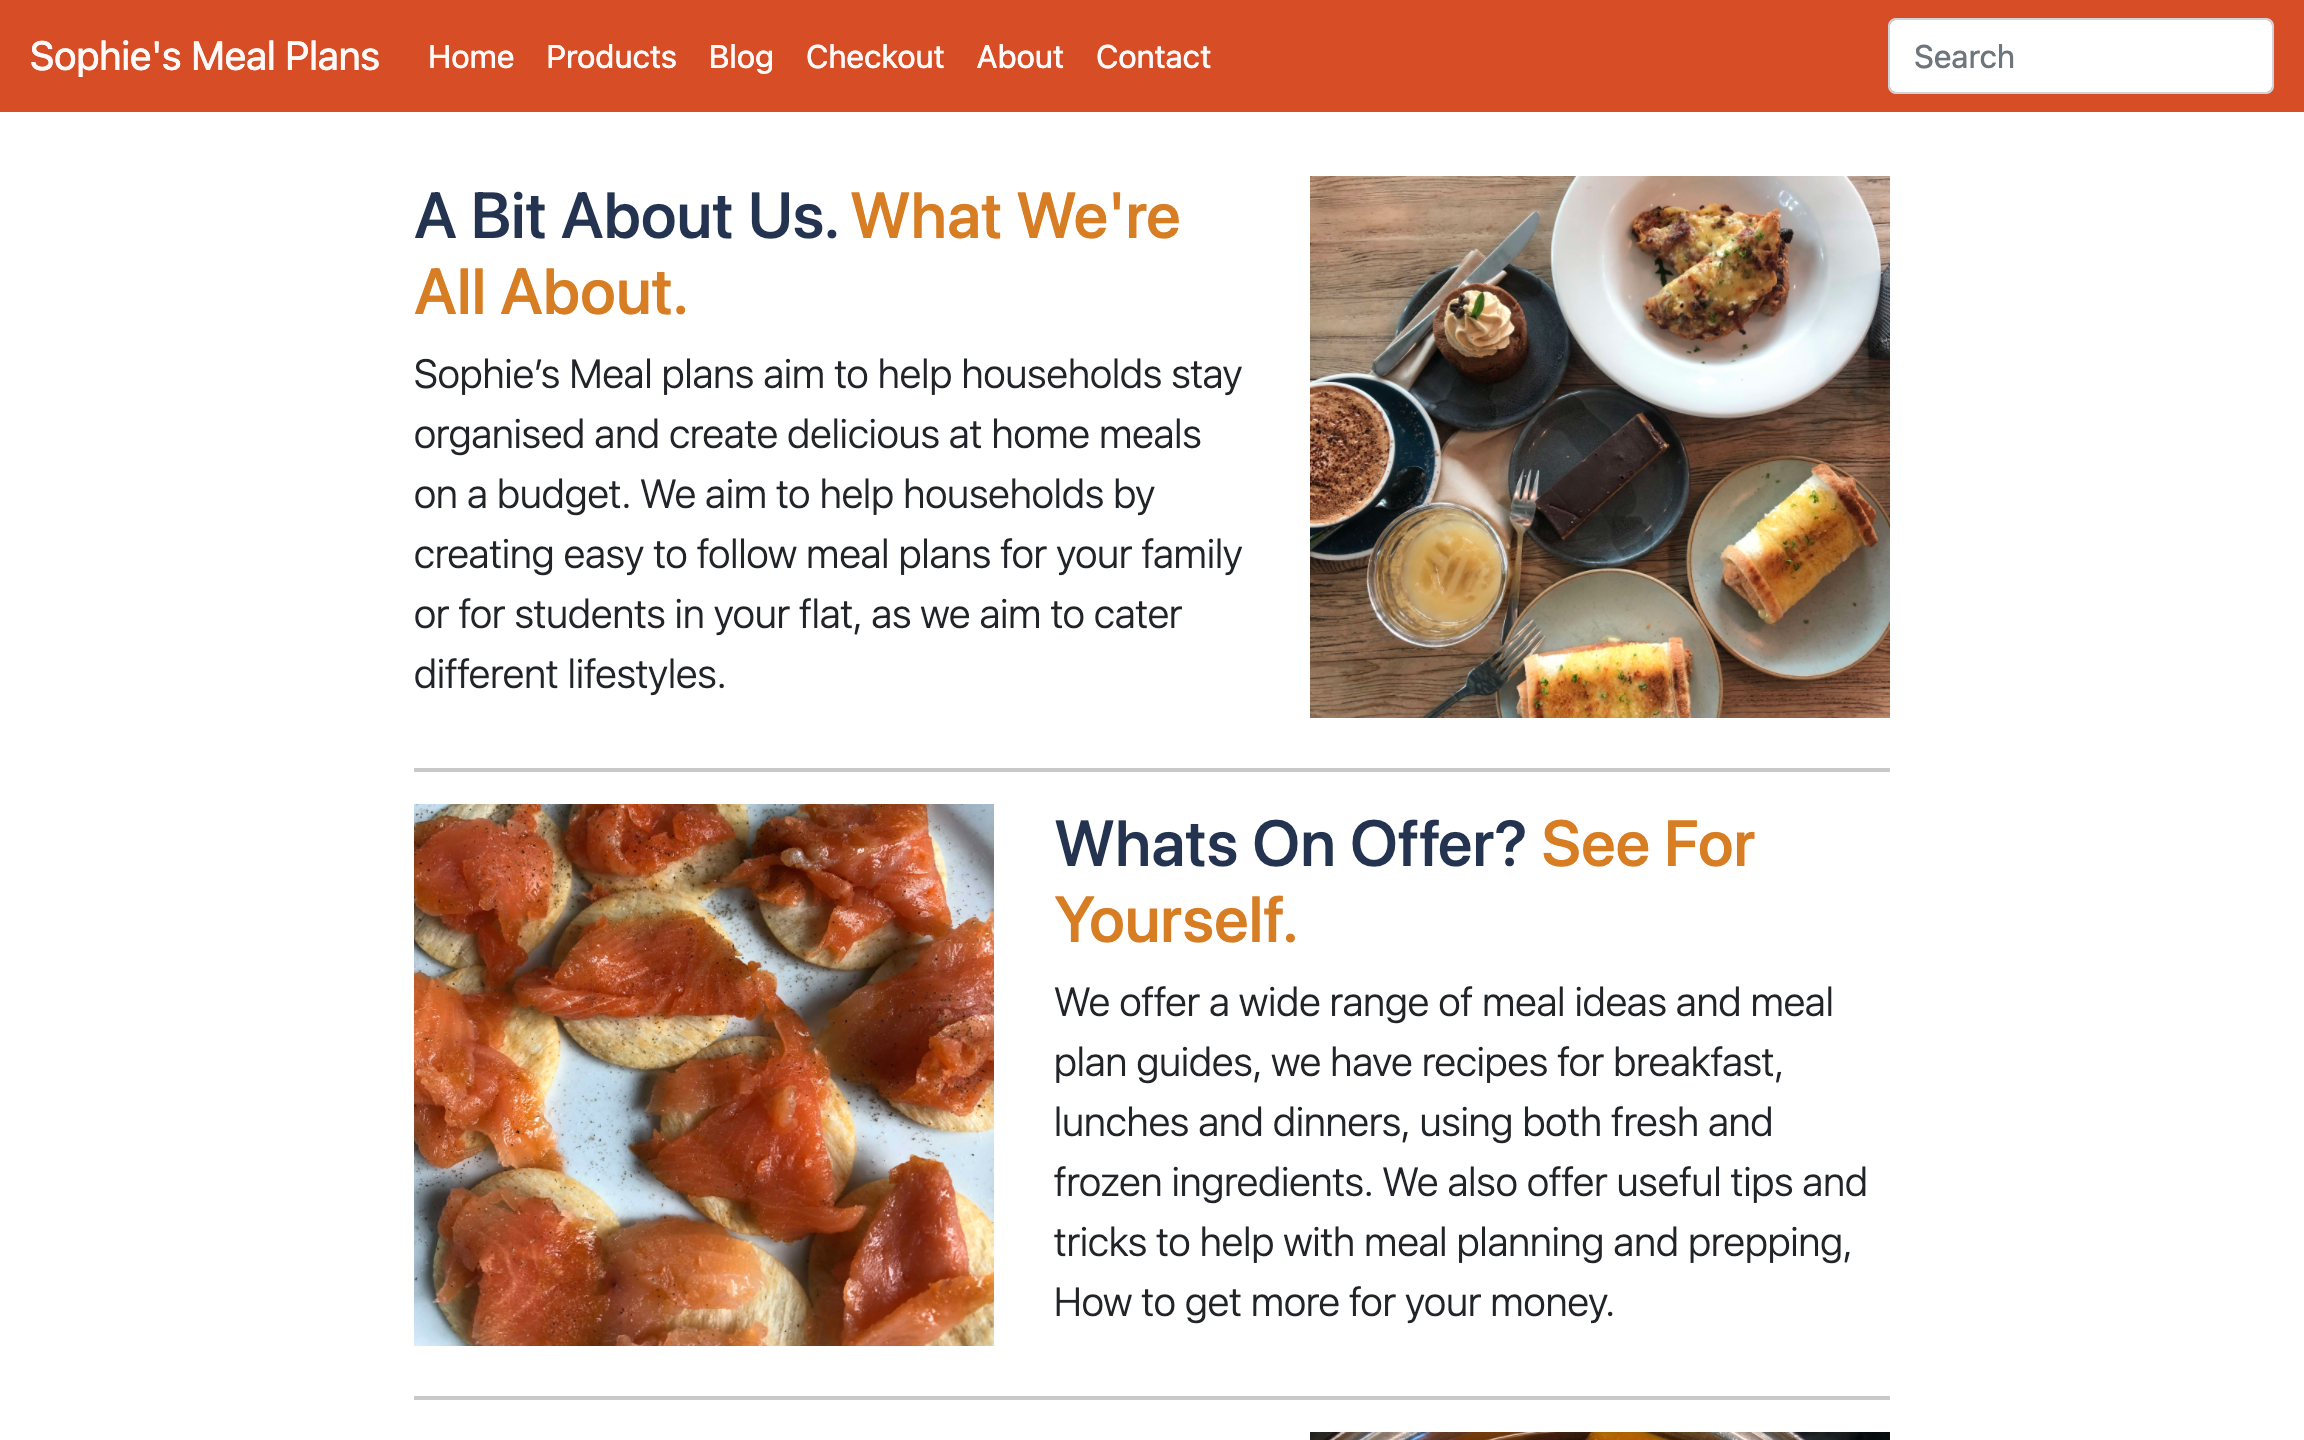 Sophie's Meal Plans Home Products Blog Checkout About Contact Search
A Bit About Us. What We're
All About.
Sophie’s Meal plans aim to help households stay
organised and create delicious at home meals
on a budget. We aim to help households by
creating easy to follow meal plans for your family
or for students in your flat, as we aim to cater
different lifestyles.
Whats On Offer? See For
Yourself.
We offer a wide range of meal ideas and meal
plan guides, we have recipes for breakfast,
lunches and dinners, using both fresh and
frozen ingredients. We also offer useful tips and
tricks to help with meal planning and prepping,
How to get more for your money.